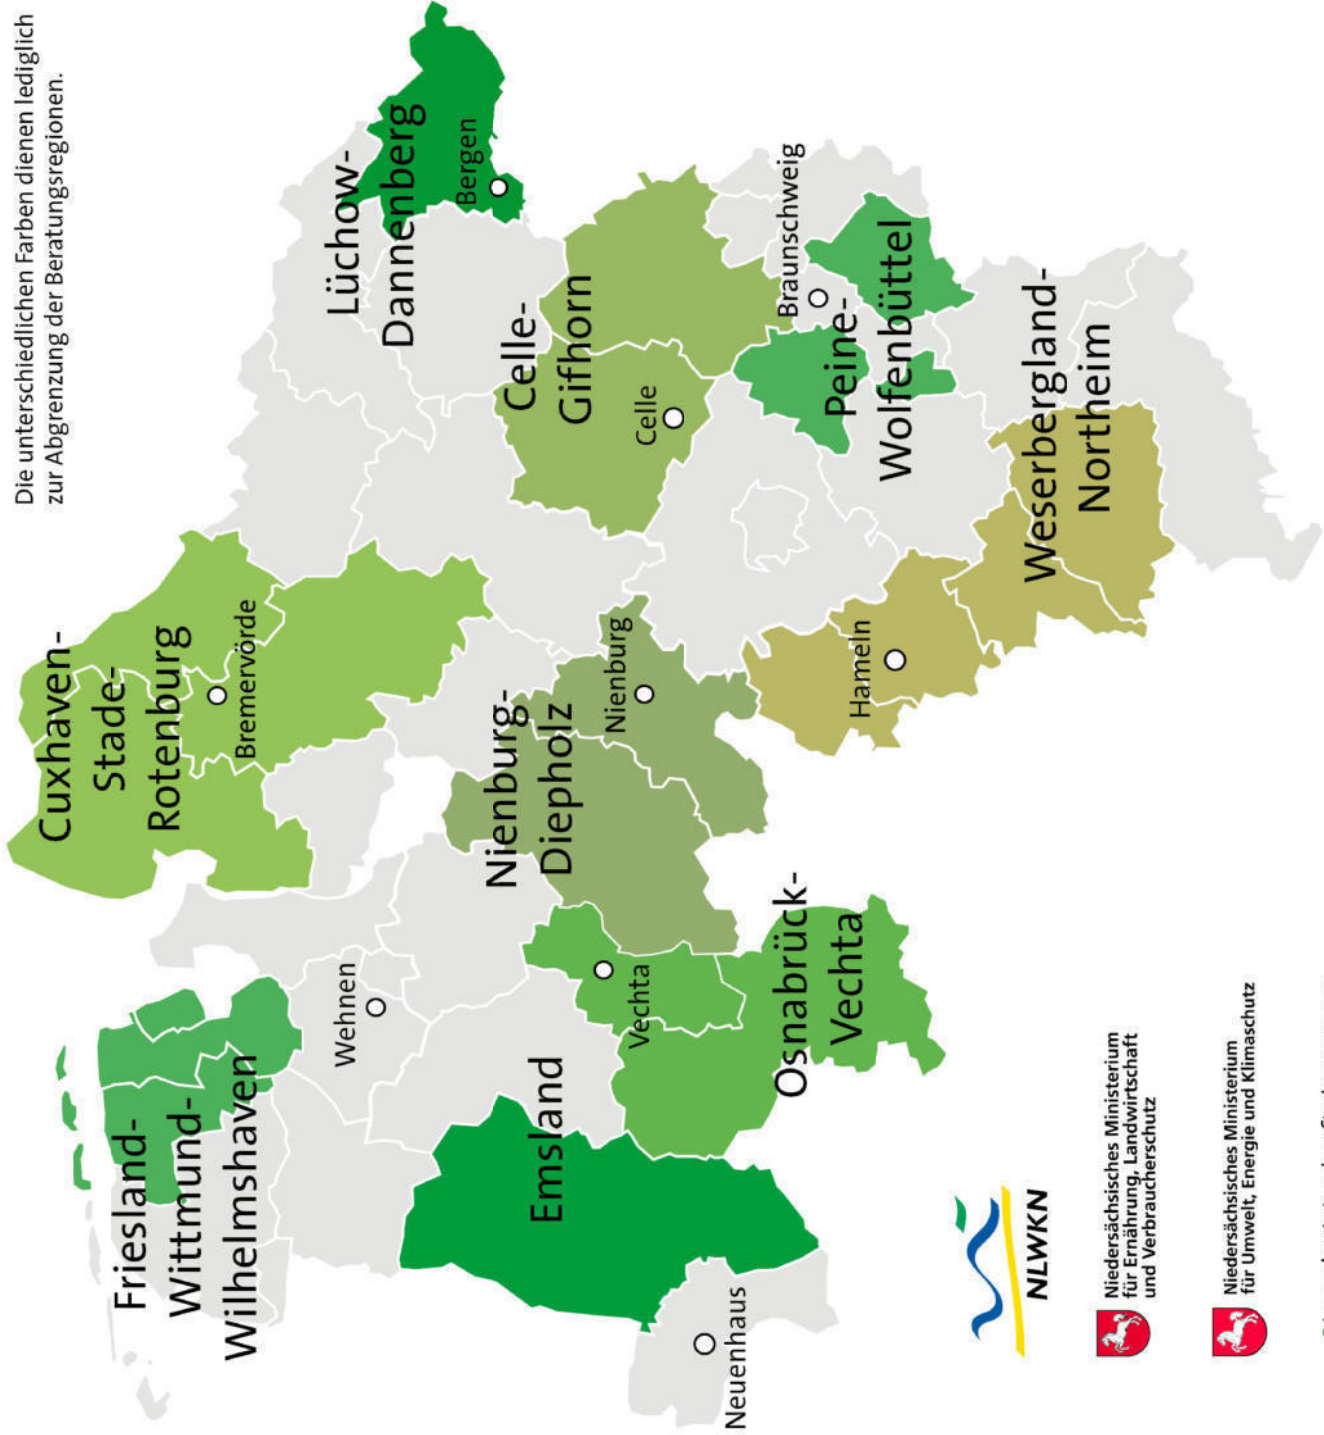 Die unterschiedlichen Farben dienen lediglich
zur Abgrenzung der Beratungsregionen.
Cuxhaven-
Stade-
Rotenburg
Bremervörde
Lüchow-
Dannenberg
Bergen
Friesland-
Wittmund-
Wilhelmshaven
Wehnen
Celle-
Gifhorn
Celle
Nienburg-
Diepholz
Nienburg
Emsland
Vechta
Osnabrück-
Vechta
Neuenhaus
Braunschweig
Peine-
Wolfenbüttel
Hameln
Weserbergland-
Northeim
NLWKN
Niedersächsisches Ministerium
für Ernährung, Landwirtschaft
und Verbraucherschutz
Niedersächsisches Ministerium
für Umwelt, Energie und Klimaschutz